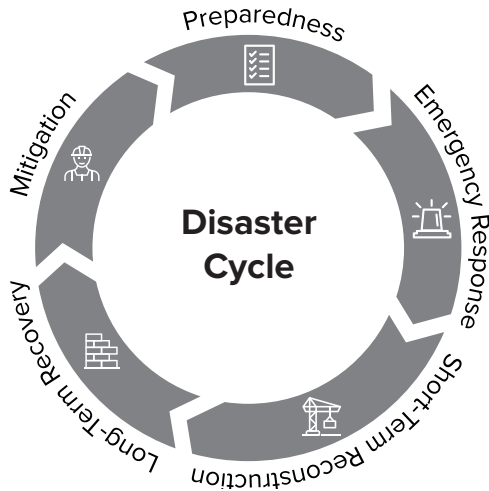 Preparedness
Emergency Response
Short-Term Reconstruction
Long-Term Recovery
Mitigation
Disaster
Cycle